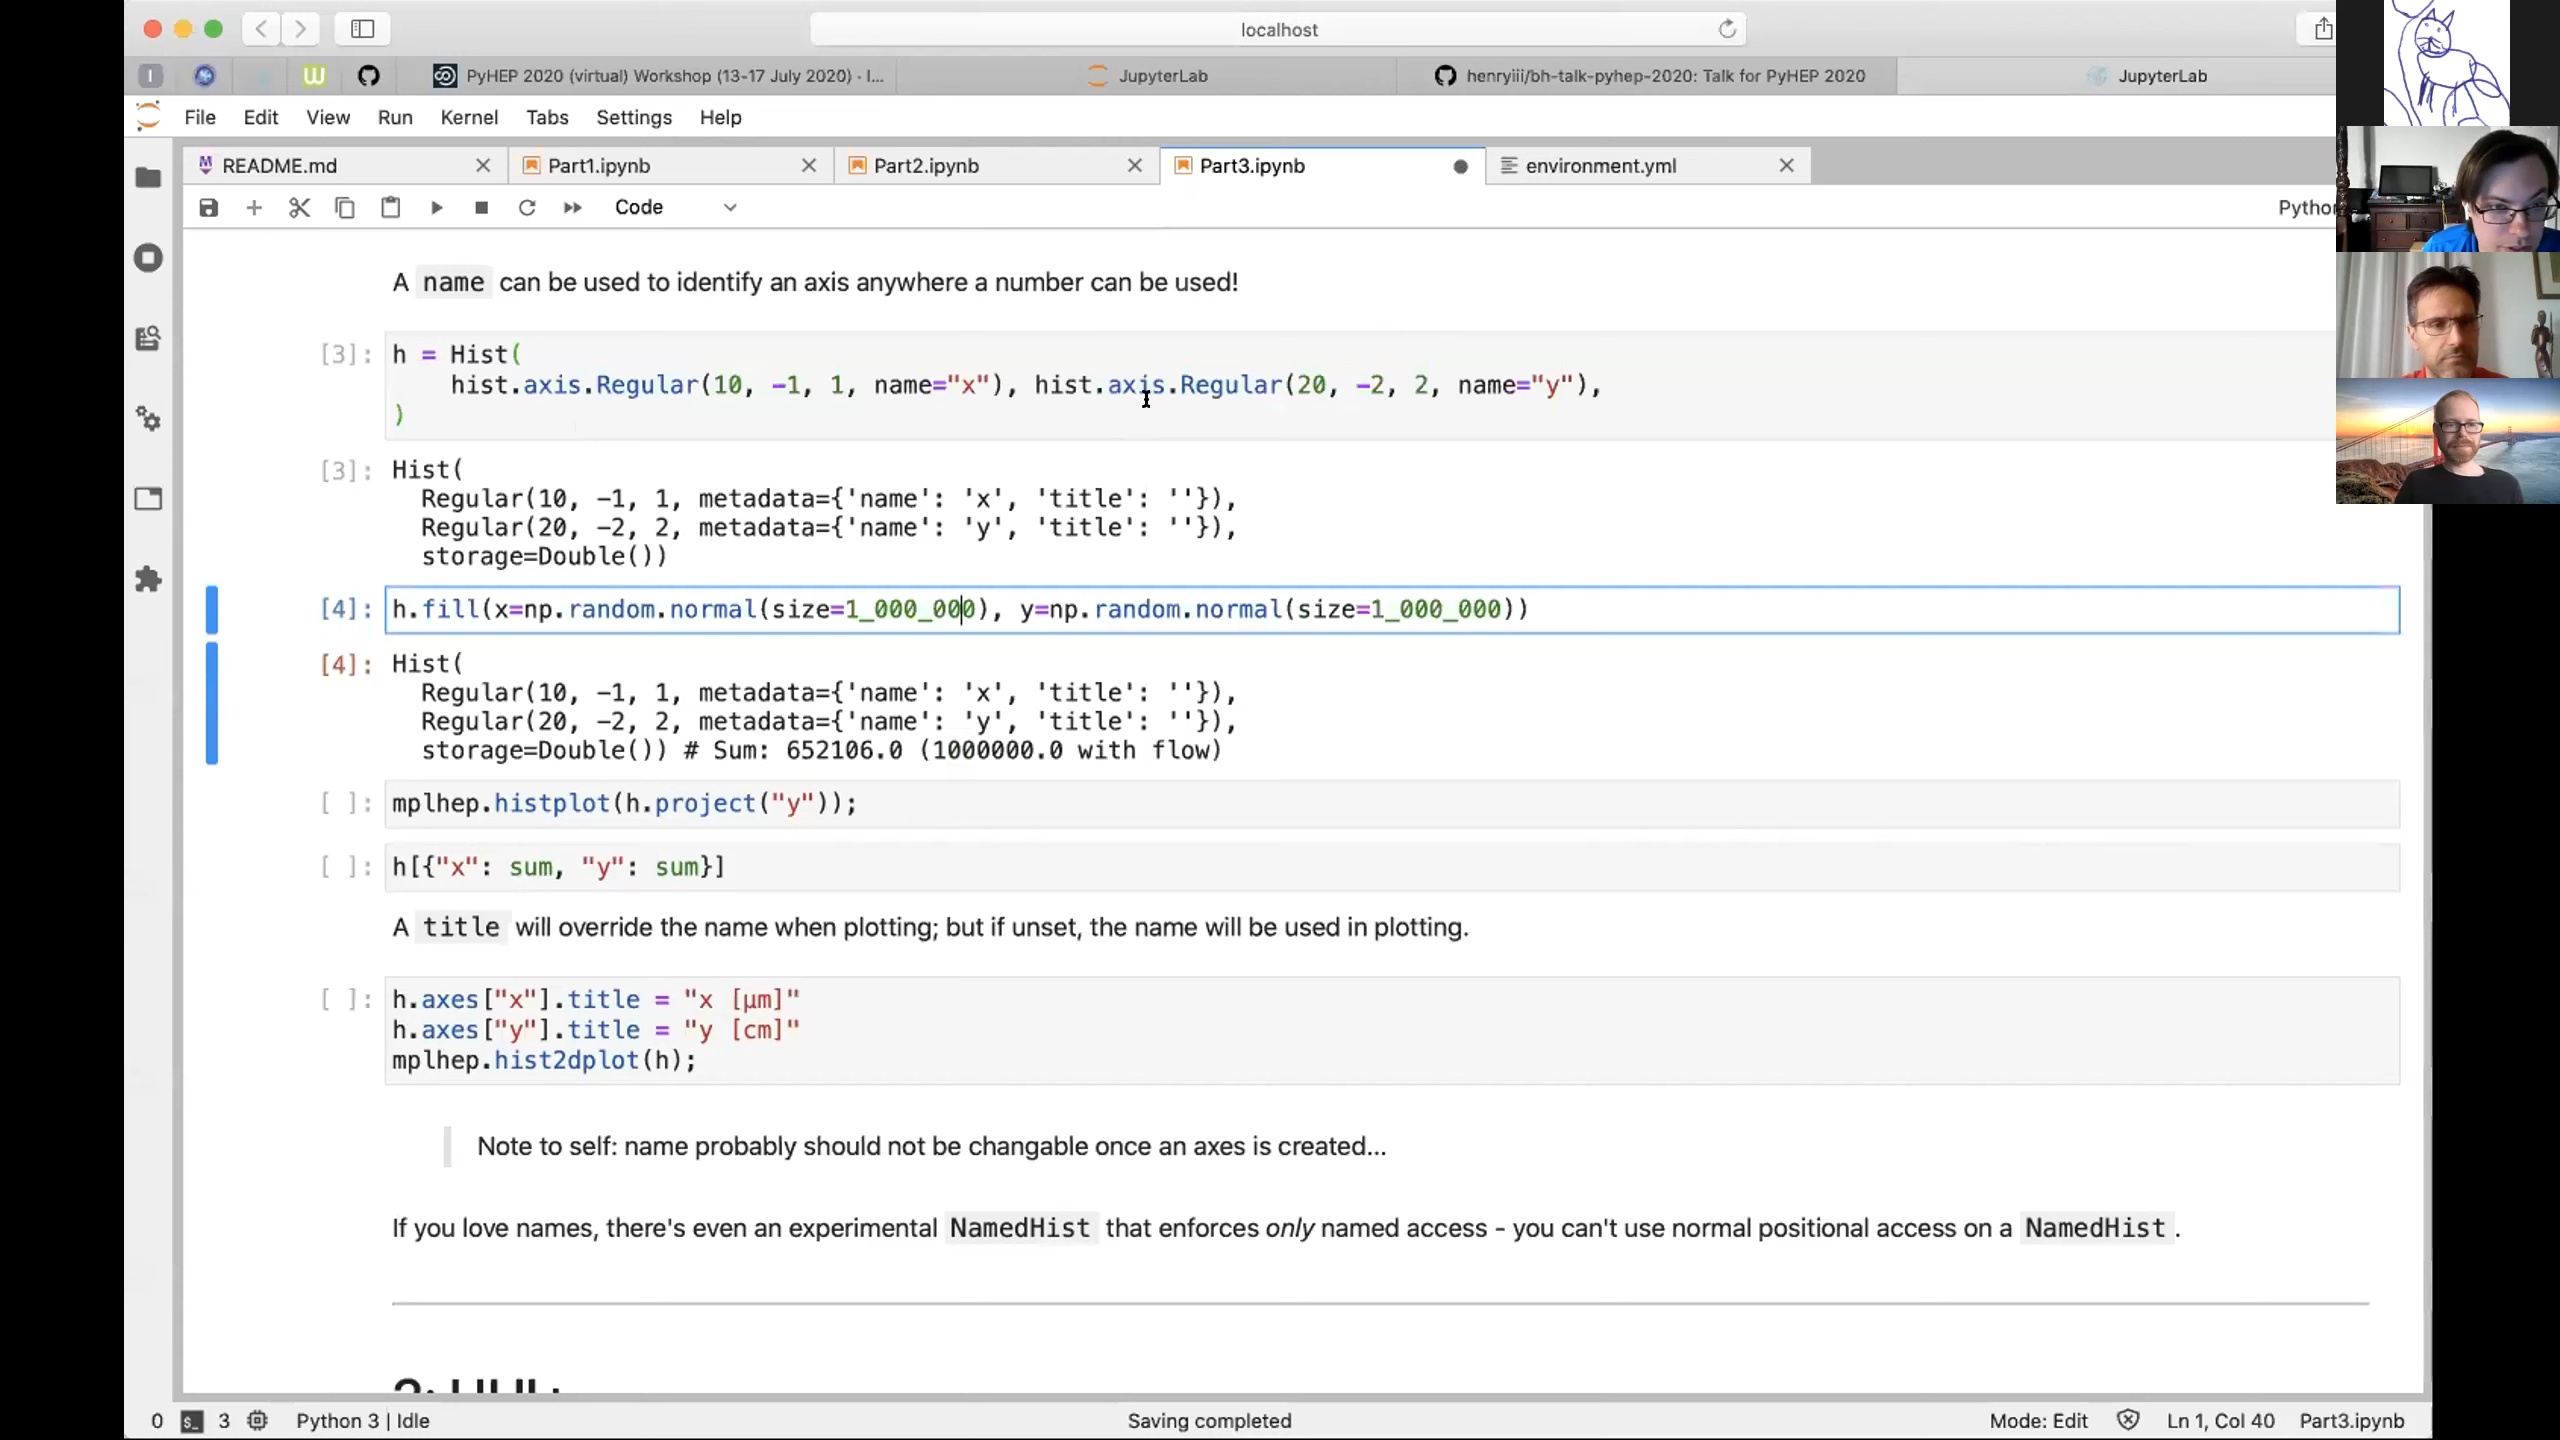 localhost
PyHEP 2020 (virtual) Workshop (13-17 July 2020) · I...
JupyterLab
henryiii/bh-talk-pyhep-2020: Talk for PyHEP 2020
JupyterLab
File Edit View Run Kernel Tabs Settings Help
README.md
Part1.ipynb
Part2.ipynb
Part3.ipynb
environment.yml
Code
Python
A name can be used to identify an axis anywhere a number can be used!
[3]: h = Hist(
hist.axis.Regular(10, -1, 1, name="x"), hist.axis.Regular(20, -2, 2, name="y"),
)
[3]: Hist(
Regular(10, -1, 1, metadata={'name': 'x', 'title': ''}),
Regular(20, -2, 2, metadata={'name': 'y', 'title': ''}),
storage=Double())
[4]: h.fill(x=np.random.normal(size=1_000_000), y=np.random.normal(size=1_000_000))
[4]: Hist(
Regular(10, -1, 1, metadata={'name': 'x', 'title': ''}),
Regular(20, -2, 2, metadata={'name': 'y', 'title': ''}),
storage=Double()) # Sum: 652106.0 (1000000.0 with flow)
[ ]: mplhep.histplot(h.project("y"));
[ ]: h[{"x": sum, "y": sum}]
A title will override the name when plotting; but if unset, the name will be used in plotting.
[ ]: h.axes["x"].title = "x [μm]"
h.axes["y"].title = "y [cm]"
mplhep.hist2dplot(h);
Note to self: name probably should not be changable once an axes is created...
If you love names, there's even an experimental NamedHist that enforces only named access - you can't use normal positional access on a NamedHist.
0 3 Python 3 | Idle
Saving completed
Mode: Edit
Ln 1, Col 40 Part3.ipynb